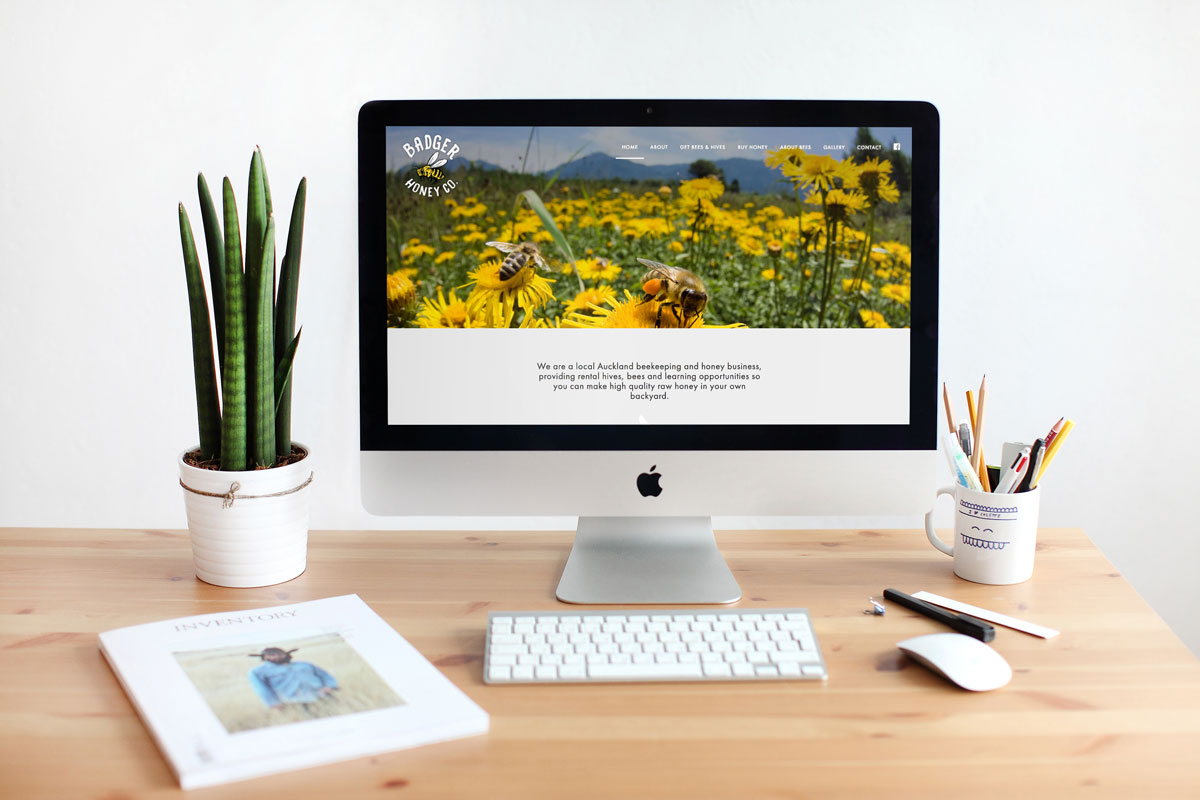 BADGER
HONEY CO.
HOME ABOUT GET BEES & HIVES BUY HONEY ABOUT BEES GALLERY CONTACT
We are a local Auckland beekeeping and honey business,
providing rental hives, bees and learning opportunities so
you can make high quality raw honey in your own
backyard.
INVENTORY